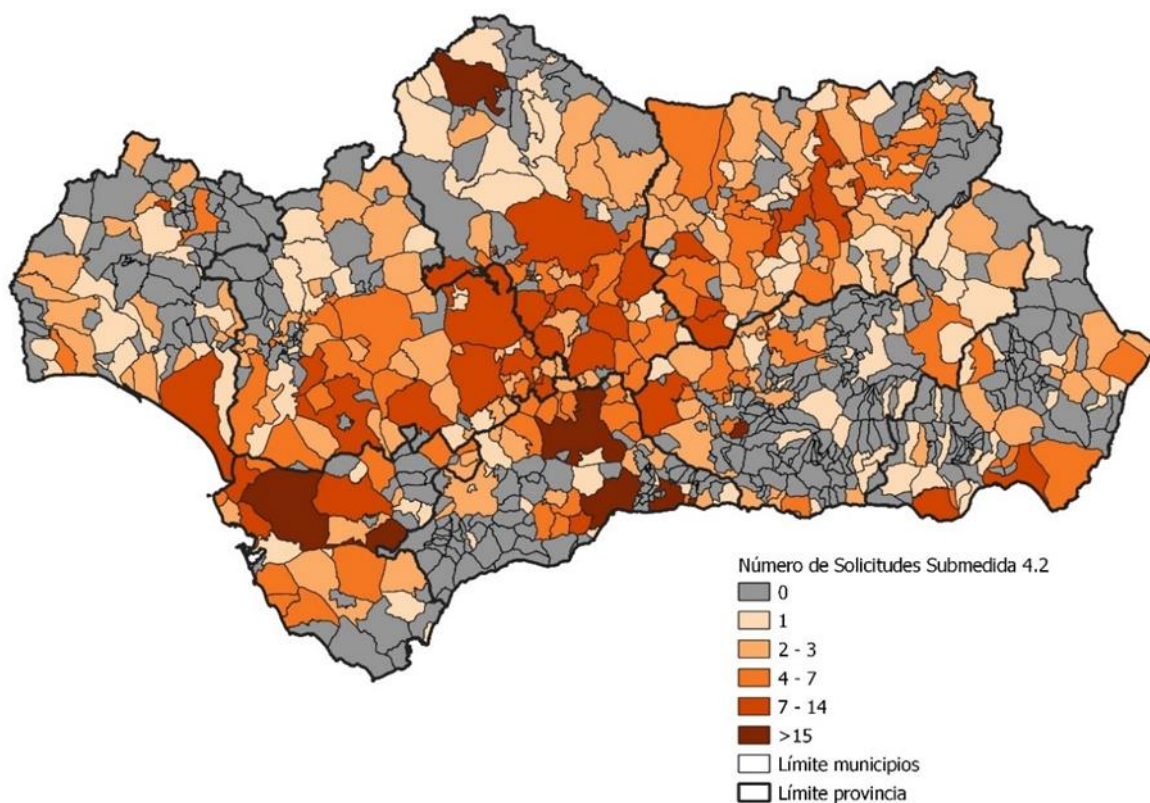 Número de Solicitudes Submedida 4.2
0
1
2 - 3
4 - 7
7 - 14
>15
Límite municipios
Límite provincia